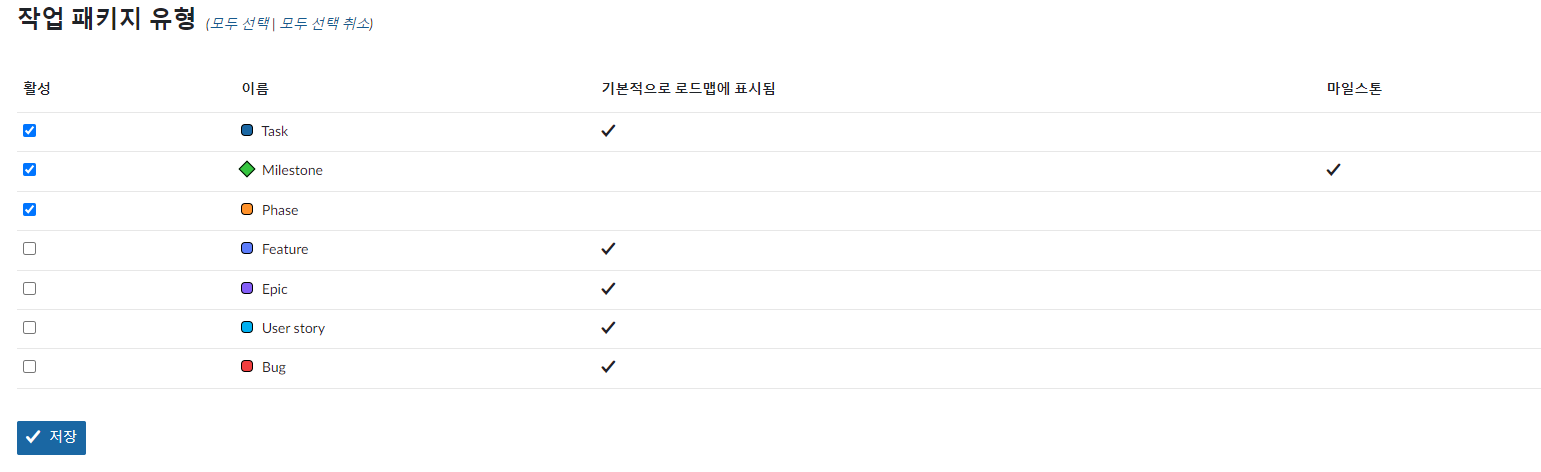 작업 패키지 유형 (모두 선택 | 모두 선택 취소)
활성 이름 기본적으로 로드맵에 표시됨 마일스톤
Task
Milestone
Phase
Feature
Epic
User story
Bug
저장